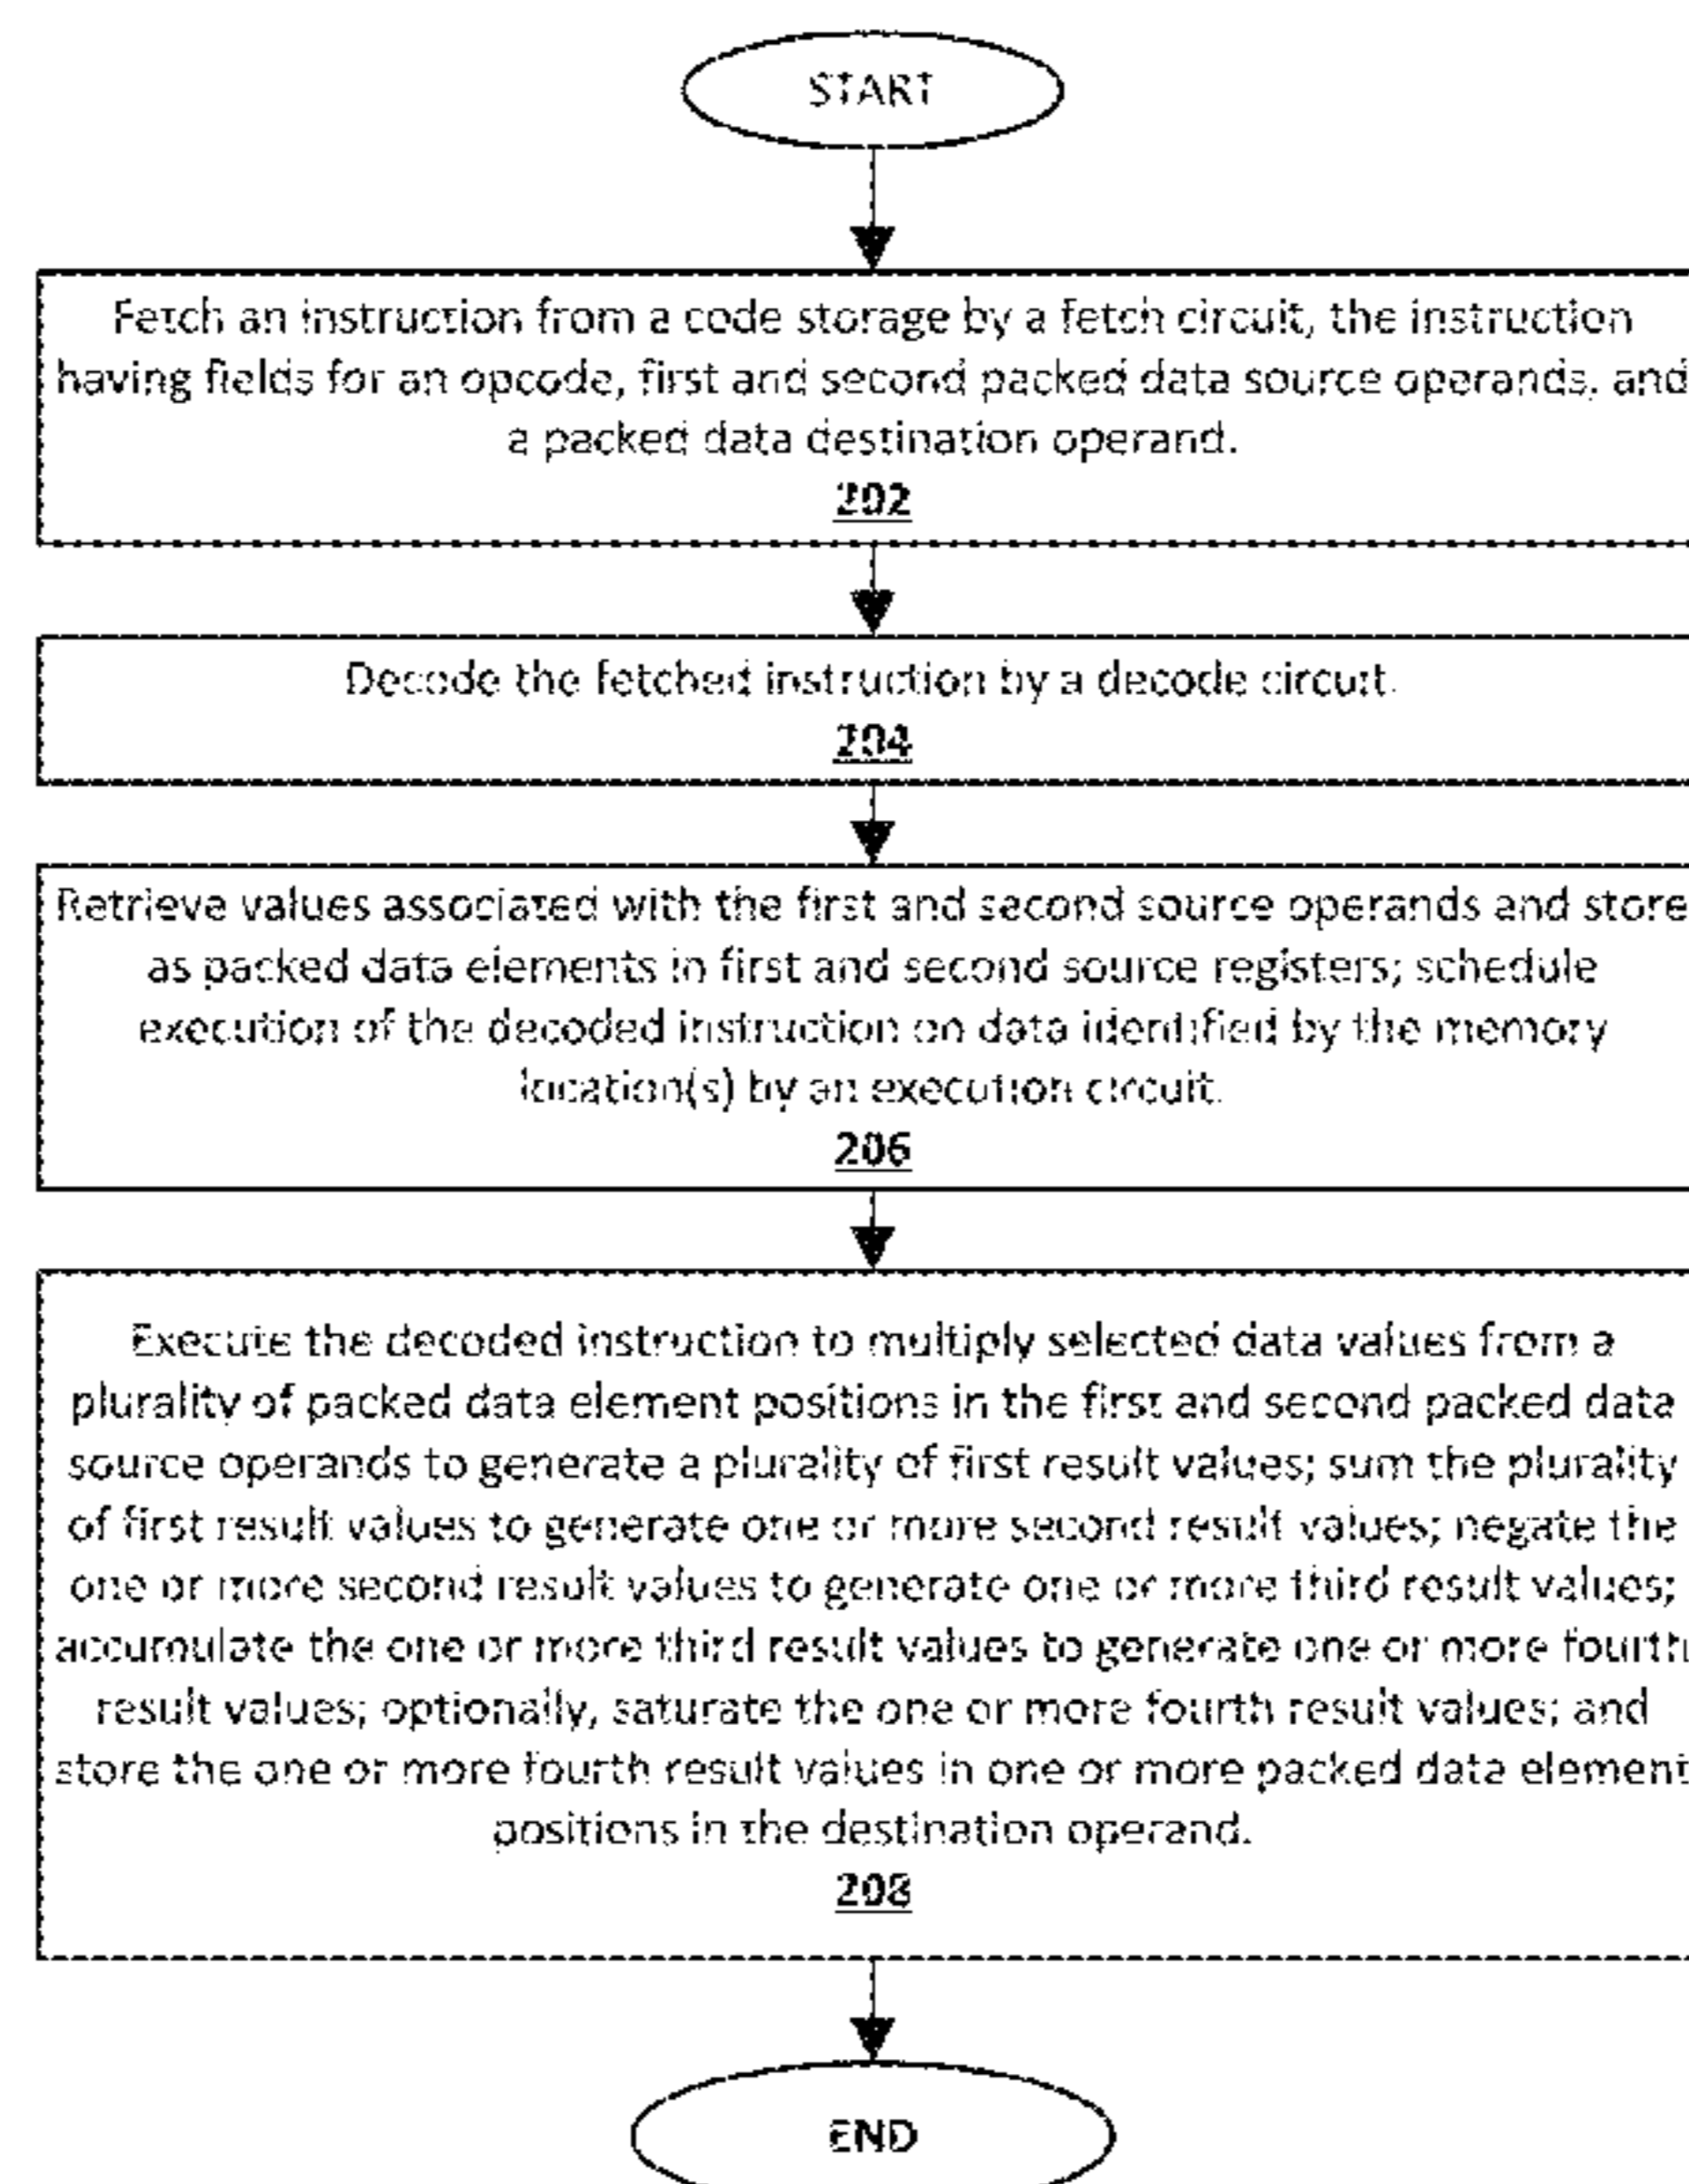 START
Fetch an instruction from a code storage by a fetch circuit, the instruction
having fields for an opcode, first and second packed data source operands, and
a packed data destination operand.
202
Decode the fetched instruction by a decode circuit.
204
Retrieve values associated with the first and second source operands and store
as packed data elements in first and second source registers; schedule
execution of the decoded instruction on data identified by the memory
location(s) by an execution circuit.
206
Execute the decoded instruction to multiply selected data values from a
plurality of packed data element positions in the first and second packed data
source operands to generate a plurality of first result values; sum the plurality
of first result values to generate one or more second result values; negate the
one or more second result values to generate one or more third result values;
accumulate the one or more third result values to generate one or more fourth
result values; optionally, saturate the one or more fourth result values; and
store the one or more fourth result values in one or more packed data element
positions in the destination operand.
208
END